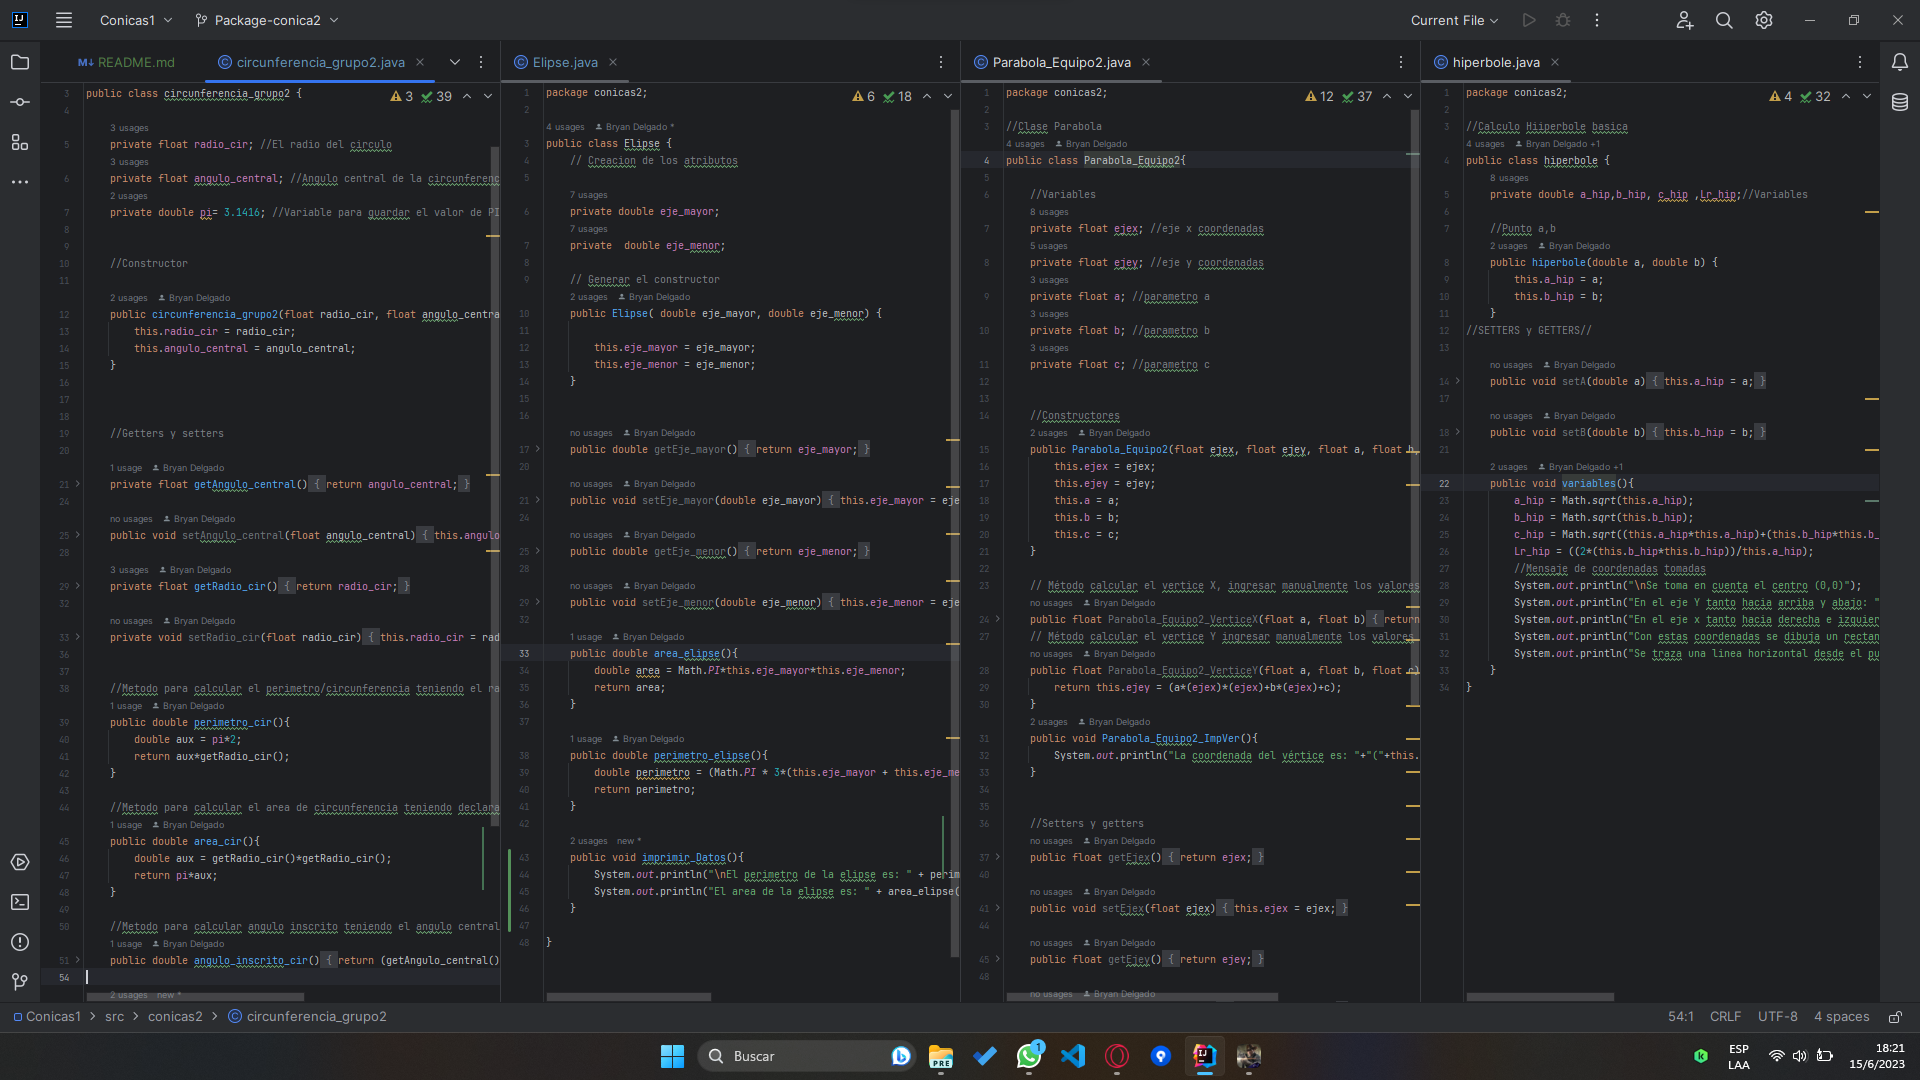 Conicas1
Package-conica2
Current File
README.md
circunferencia_grupo2.java
Elipse.java
Parabola_Equipo2.java
hiperbole.java
3 public class circunferencia_grupo2 {
3 39
4
3 usages
5 private float radio_cir; //El radio del circulo
3 usages
6 private float angulo_central; //Angulo central de la circunferenc
2 usages
7 private double pi= 3.1416; //Variable para guardar el valor de PI
8
9
10 //Constructor
11
2 usages Bryan Delgado
12 public circunferencia_grupo2(float radio_cir, float angulo_centra
13 this.radio_cir = radio_cir;
14 this.angulo_central = angulo_central;
15 }
16
17
18
19 //Getters y setters
20
1 usage Bryan Delgado
21 private float getAngulo_central() { return angulo_central; }
no usages Bryan Delgado
25 public void setAngulo_central(float angulo_central) { this.angulo
28
3 usages Bryan Delgado
29 private float getRadio_cir() { return radio_cir; }
32
no usages Bryan Delgado
33 private void setRadio_cir(float radio_cir) { this.radio_cir = rad
36
37
38 //Metodo para calcular el perimetro/circunferencia teniendo el ra
1 usage Bryan Delgado
39 public double perimetro_cir(){
40 double aux = pi*2;
41 return aux*getRadio_cir();
42 }
43
44 //Metodo para calcular el area de circunferencia teniendo declara
1 usage Bryan Delgado
45 public double area_cir(){
46 double aux = getRadio_cir()*getRadio_cir();
47 return pi*aux;
48 }
49
50 //Metodo para calcular angulo inscrito teniendo el angulo central
1 usage Bryan Delgado
51 public double angulo_inscrito_cir() { return (getAngulo_central()
54
2 usages new *
1 package conicas2;
6 18
2
4 usages Bryan Delgado *
3 public class Elipse {
4 // Creacion de los atributos
5
7 usages
6 private double eje_mayor;
7 usages
7 private  double eje_menor;
8
9 // Generar el constructor
2 usages Bryan Delgado
10 public Elipse( double eje_mayor, double eje_menor) {
11
12 this.eje_mayor = eje_mayor;
13 this.eje_menor = eje_menor;
14 }
15
16
no usages Bryan Delgado
17 public double getEje_mayor() { return eje_mayor; }
20
no usages Bryan Delgado
21 public void setEje_mayor(double eje_mayor) { this.eje_mayor = eje
24
no usages Bryan Delgado
25 public double getEje_menor() { return eje_menor; }
28
no usages Bryan Delgado
29 public void setEje_menor(double eje_menor) { this.eje_menor = eje
32
1 usage Bryan Delgado
33 public double area_elipse(){
34 double area = Math.PI*this.eje_mayor*this.eje_menor;
35 return area;
36 }
37
1 usage Bryan Delgado
38 public double perimetro_elipse(){
39 double perimetro = (Math.PI * 3*(this.eje_mayor + this.eje_me
40 return perimetro;
41 }
42
2 usages new *
43 public void imprimir_Datos(){
44 System.out.println("\nEl perimetro de la elipse es: " + perim
45 System.out.println("El area de la elipse es: " + area_elipse(
46 }
47
48 }
1 package conicas2;
12 37
2
3 //Clase Parabola
4 usages Bryan Delgado
4 public class Parabola_Equipo2{
5
6 //Variables
8 usages
7 private float ejex; //eje x coordenadas
5 usages
8 private float ejey; //eje y coordenadas
3 usages
9 private float a; //parametro a
3 usages
10 private float b; //parametro b
3 usages
11 private float c; //parametro c
12
13
14 //Constructores
2 usages Bryan Delgado
15 public Parabola_Equipo2(float ejex, float ejey, float a, float b,
16 this.ejex = ejex;
17 this.ejey = ejey;
18 this.a = a;
19 this.b = b;
20 this.c = c;
21 }
22
23 // Método calcular el vertice X, ingresar manualmente los valores
no usages Bryan Delgado
24 public float Parabola_Equipo2_VerticeX(float a, float b) { return
27 // Método calcular el vertice Y ingresar manualmente los valores
no usages Bryan Delgado
28 public float Parabola_Equipo2_VerticeY(float a, float b, float c)
29 return this.ejey = (a*(ejex)*(ejex)+b*(ejex)+c);
30 }
2 usages Bryan Delgado
31 public void Parabola_Equipo2_ImpVer(){
32 System.out.println("La coordenada del vértice es: "+"("+this.
33 }
34
35
36 //Setters y getters
no usages Bryan Delgado
37 public float getEjex() { return ejex; }
40
no usages Bryan Delgado
41 public void setEjex(float ejex) { this.ejex = ejex; }
44
no usages Bryan Delgado
45 public float getEjey() { return ejey; }
48
no usages Bryan Delgado
1 package conicas2;
4 32
2
3 //Calculo Hiiperbole basica
4 usages Bryan Delgado +1
4 public class hiperbole {
8 usages
5 private double a_hip,b_hip, c_hip ,Lr_hip;//Variables
6
7 //Punto a,b
2 usages Bryan Delgado
8 public hiperbole(double a, double b) {
9 this.a_hip = a;
10 this.b_hip = b;
11 }
12 //SETTERS y GETTERS//
13
no usages Bryan Delgado
14 public void setA(double a) { this.a_hip = a; }
17
no usages Bryan Delgado
18 public void setB(double b) { this.b_hip = b; }
21
2 usages Bryan Delgado +1
22 public void variables(){
23 a_hip = Math.sqrt(this.a_hip);
24 b_hip = Math.sqrt(this.b_hip);
25 c_hip = Math.sqrt((this.a_hip*this.a_hip)+(this.b_hip*this.b_
26 Lr_hip = ((2*(this.b_hip*this.b_hip))/this.a_hip);
27 //Mensaje de coordenadas tomadas
28 System.out.println("\nSe toma en cuenta el centro (0,0)");
29 System.out.println("En el eje Y tanto hacia arriba y abajo: "
30 System.out.println("En el eje x tanto hacia derecha e izquier
31 System.out.println("Con estas coordenadas se dibuja un rectan
32 System.out.println("Se traza una linea horizontal desde el pu
33 }
34 }
Conicas1 > src > conicas2 > circunferencia_grupo2
54:1 CRLF UTF-8 4 spaces
Buscar
PRE
1
ESP
LAA
18:21
15/6/2023